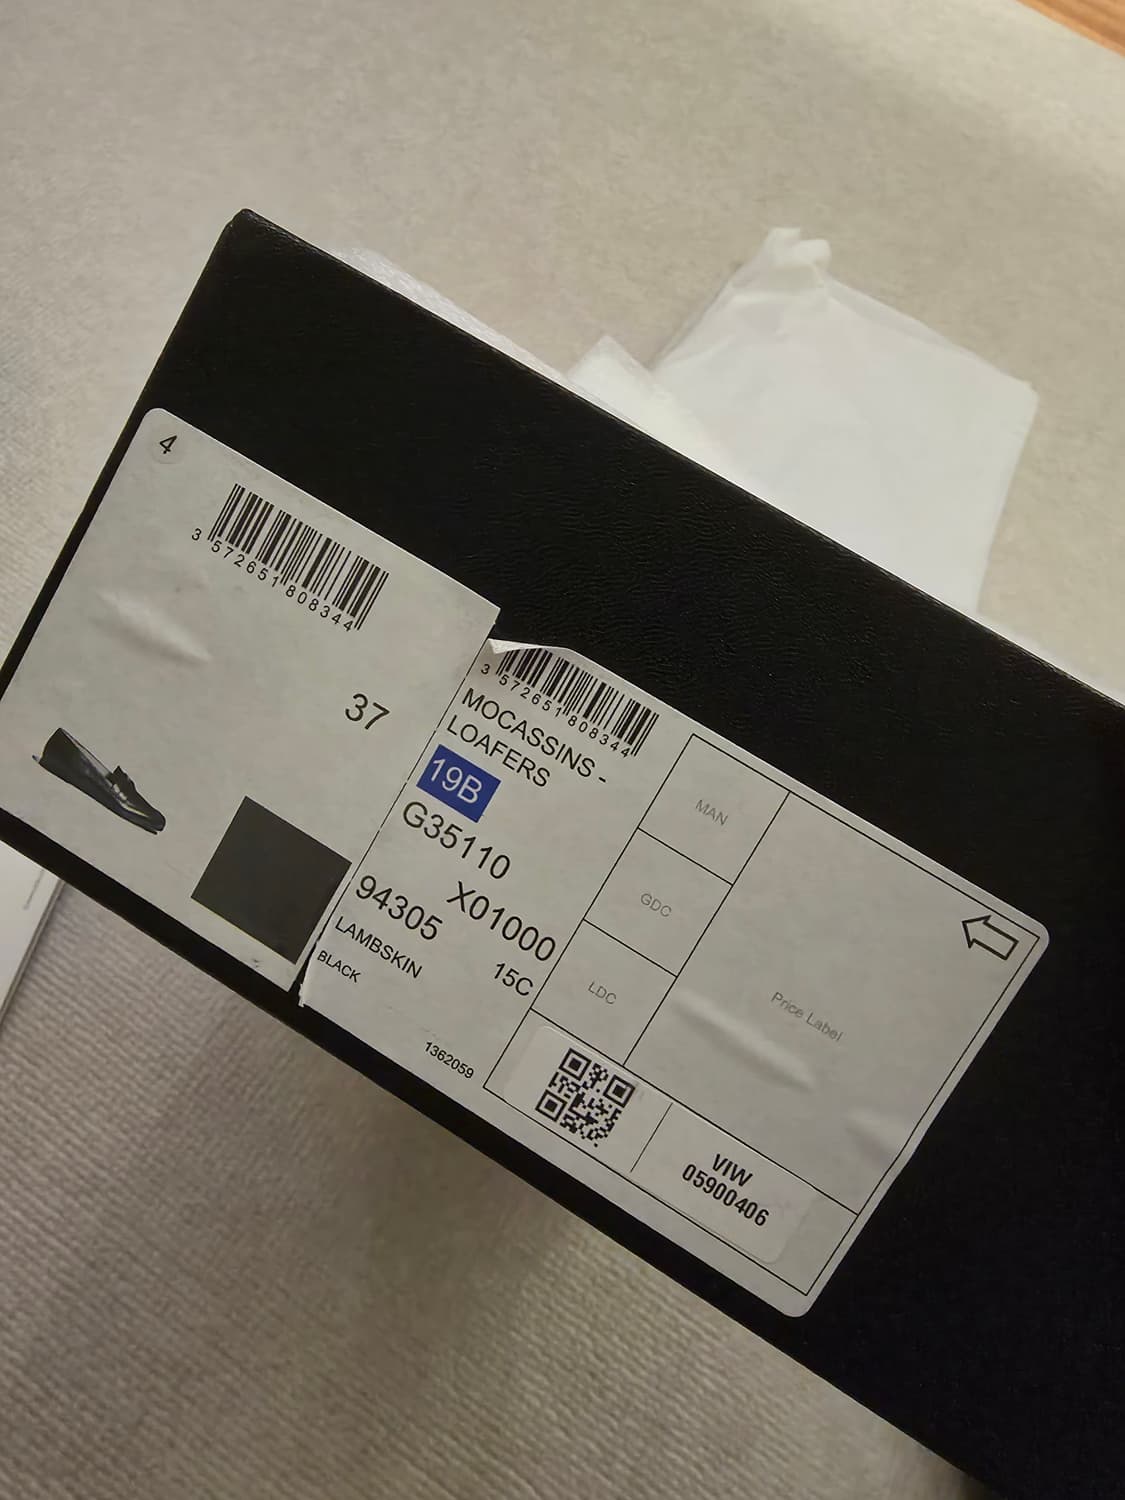 4
3 572651 808344
37
3 572651 808344
MOCASSINS -
LOAFERS
19B
G35110
X01000
94305
15C
LAMBSKIN
BLACK
1362059
MAN
GDC
LDC
Price Label
VIW
05900406